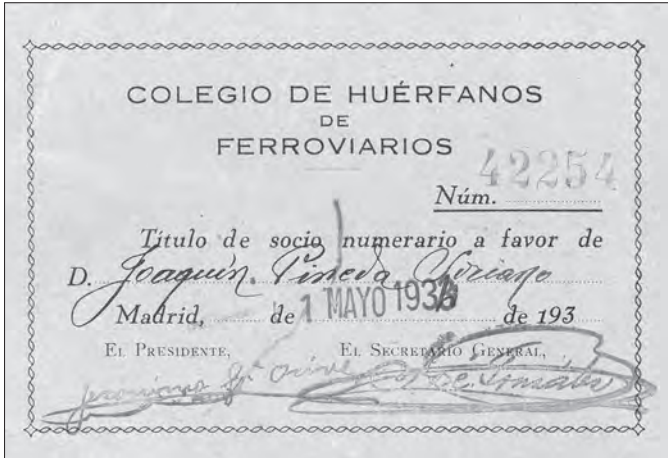 COLEGIO DE HUÉRFANOS
DE
FERROVIARIOS
42254
Núm.
Título de socio numerario a favor de
D. Joaquín Pineda
Madrid, de 1 MAYO 193 de 193
EL PRESIDENTE, EL SECRETARIO GENERAL,